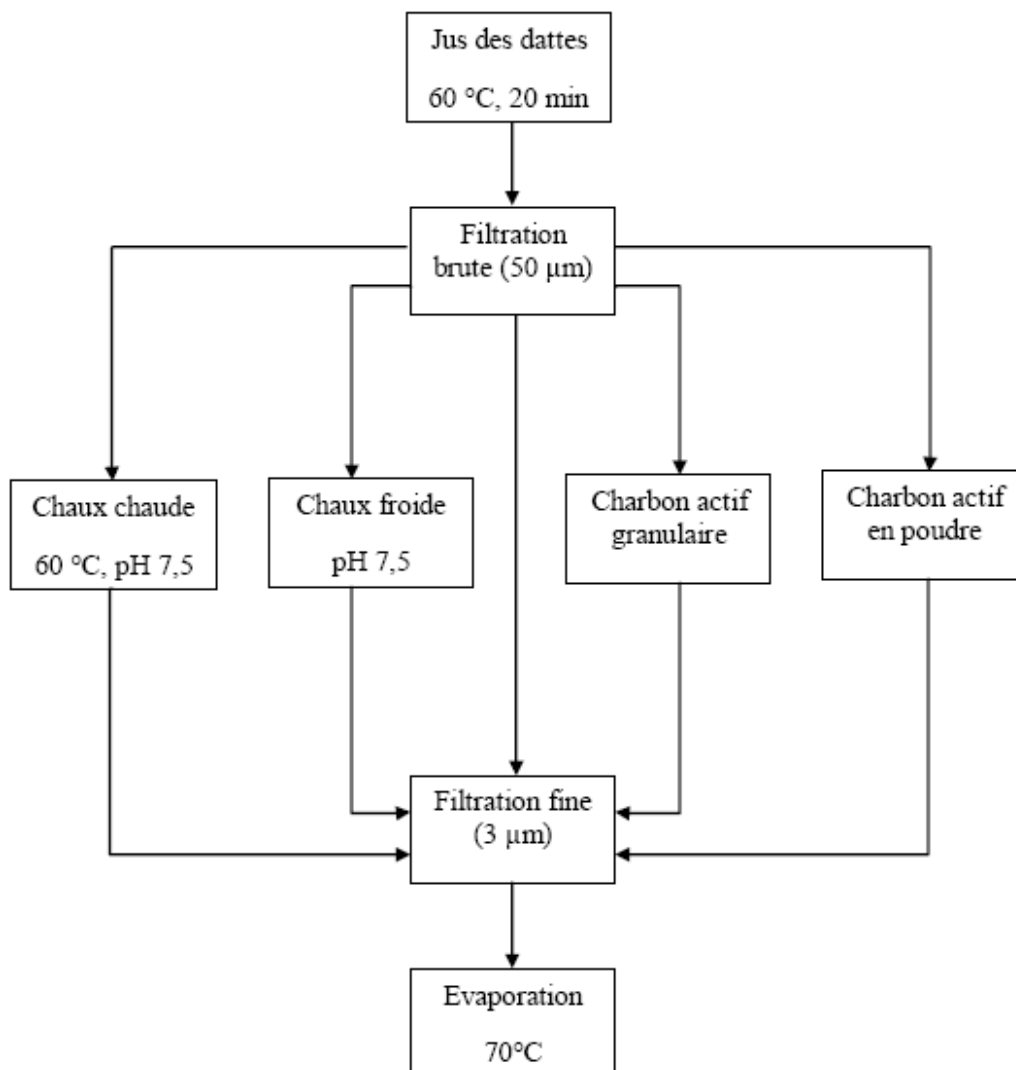 Jus des dattes
60 °C, 20 min
Filtration
brute (50 µm)
Chaux chaude
60 °C, pH 7,5
Chaux froide
pH 7,5
Charbon actif
granulaire
Charbon actif
en poudre
Filtration fine
(3 µm)
Evaporation
70°C